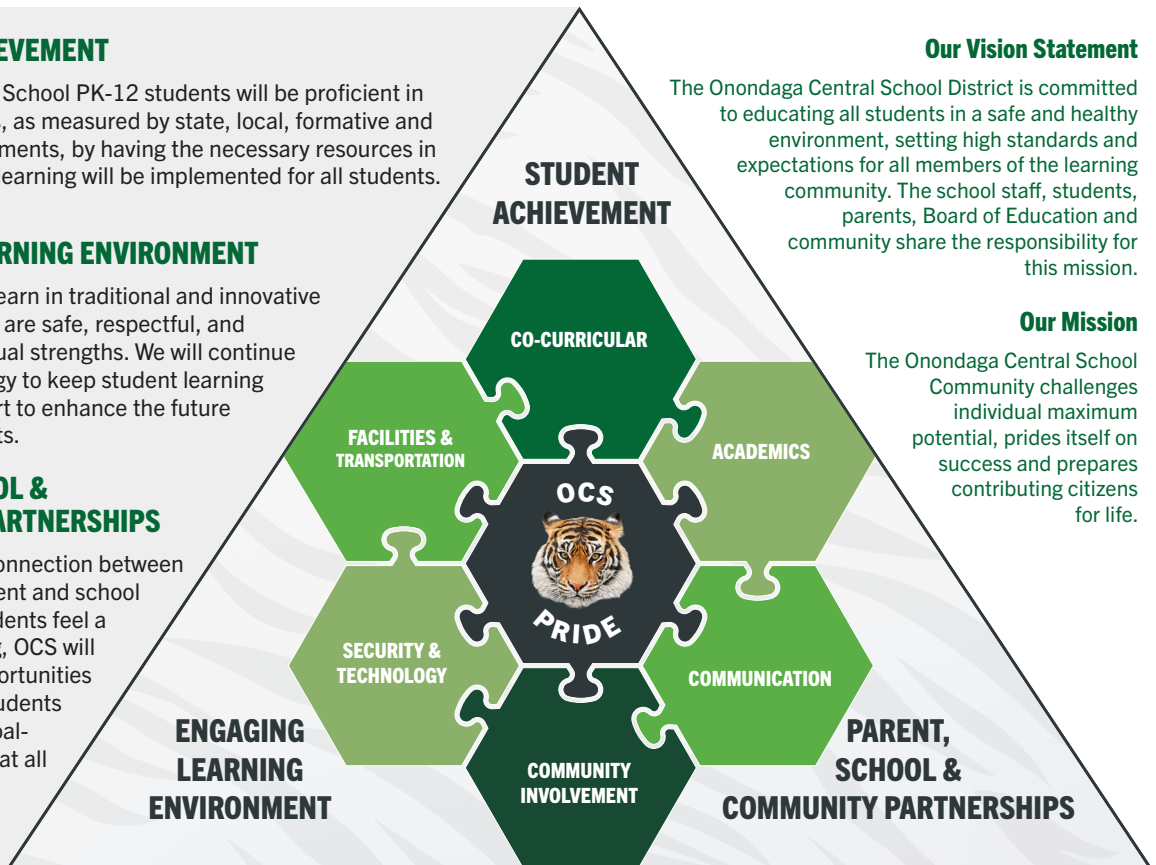 EVEMENT
School PK-12 students will be proficient in
, as measured by state, local, formative and
ments, by having the necessary resources in
learning will be implemented for all students.
RNING ENVIRONMENT
earn in traditional and innovative
are safe, respectful, and
ual strengths. We will continue
gy to keep student learning
rt to enhance the future
ts.
OL &
ARTNERSHIPS
onnection between
ent and school
dents feel a
, OCS will
ortunities
udents
oal-
at all
STUDENT
ACHIEVEMENT
CO-CURRICULAR
FACILITIES &
TRANSPORTATION
ACADEMICS
OCS
PRIDE
SECURITY &
TECHNOLOGY
COMMUNICATION
COMMUNITY
INVOLVEMENT
ENGAGING
LEARNING
ENVIRONMENT
PARENT,
SCHOOL &
COMMUNITY PARTNERSHIPS
Our Vision Statement
The Onondaga Central School District is committed
to educating all students in a safe and healthy
environment, setting high standards and
expectations for all members of the learning
community. The school staff, students,
parents, Board of Education and
community share the responsibility for
this mission.
Our Mission
The Onondaga Central School
Community challenges
individual maximum
potential, prides itself on
success and prepares
contributing citizens
for life.